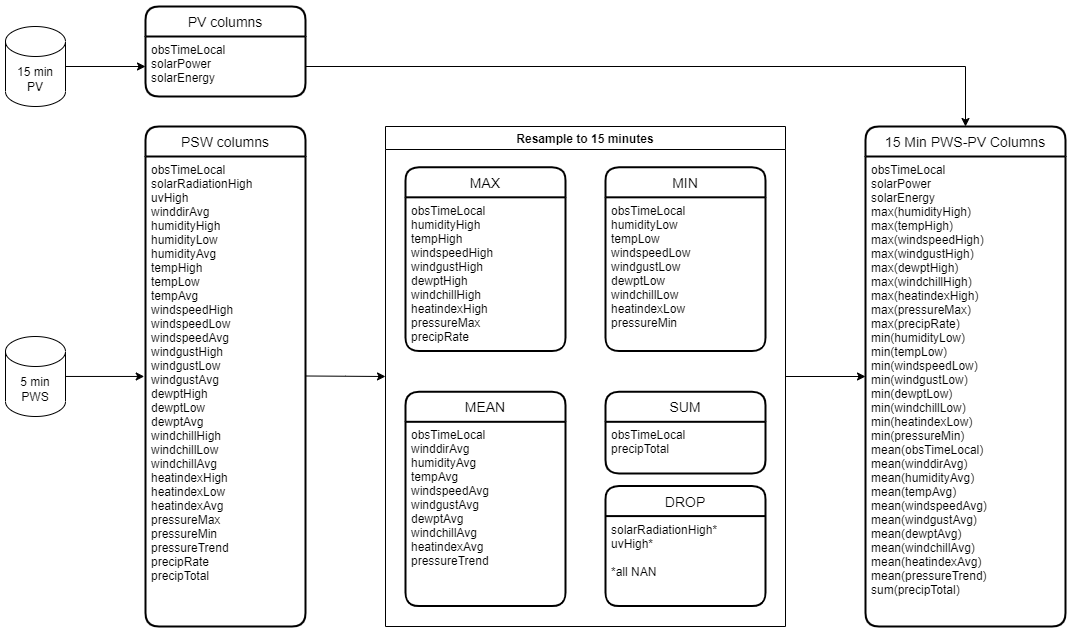 15 min
PV
PV columns
obsTimeLocal
solarPower
solarEnergy
5 min
PWS
PSW columns
obsTimeLocal
solarRadiationHigh
uvHigh
winddirAvg
humidityHigh
humidityLow
humidityAvg
tempHigh
tempLow
tempAvg
windspeedHigh
windspeedLow
windspeedAvg
windgustHigh
windgustLow
windgustAvg
dewptHigh
dewptLow
dewptAvg
windchillHigh
windchillLow
windchillAvg
heatindexHigh
heatindexLow
heatindexAvg
pressureMax
pressureMin
pressureTrend
precipRate
precipTotal
Resample to 15 minutes
MAX
obsTimeLocal
humidityHigh
tempHigh
windspeedHigh
windgustHigh
dewptHigh
windchillHigh
heatindexHigh
pressureMax
precipRate
MIN
obsTimeLocal
humidityLow
tempLow
windspeedLow
windgustLow
dewptLow
windchillLow
heatindexLow
pressureMin
MEAN
obsTimeLocal
winddirAvg
humidityAvg
tempAvg
windspeedAvg
windgustAvg
dewptAvg
windchillAvg
heatindexAvg
pressureTrend
SUM
obsTimeLocal
precipTotal
DROP
solarRadiationHigh*
uvHigh*
*all NAN
15 Min PWS-PV Columns
obsTimeLocal
solarPower
solarEnergy
max(humidityHigh)
max(tempHigh)
max(windspeedHigh)
max(windgustHigh)
max(dewptHigh)
max(windchillHigh)
max(heatindexHigh)
max(pressureMax)
max(precipRate)
min(humidityLow)
min(tempLow)
min(windspeedLow)
min(windgustLow)
min(dewptLow)
min(windchillLow)
min(heatindexLow)
min(pressureMin)
mean(obsTimeLocal)
mean(winddirAvg)
mean(humidityAvg)
mean(tempAvg)
mean(windspeedAvg)
mean(windgustAvg)
mean(dewptAvg)
mean(windchillAvg)
mean(heatindexAvg)
mean(pressureTrend)
sum(precipTotal)